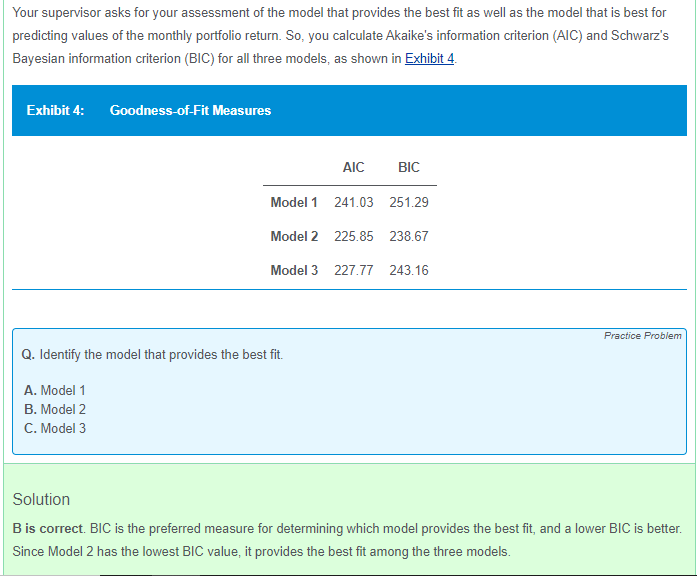 Your supervisor asks for your assessment of the model that provides the best fit as well as the model that is best for
predicting values of the monthly portfolio return. So, you calculate Akaike's information criterion (AIC) and Schwarz's
Bayesian information criterion (BIC) for all three models, as shown in Exhibit 4.
Exhibit 4: Goodness-of-Fit Measures
AIC BIC
Model 1 241.03 251.29
Model 2 225.85 238.67
Model 3 227.77 243.16
Practice Problem
Q. Identify the model that provides the best fit.
A. Model 1
B. Model 2
C. Model 3
Solution
B is correct. BIC is the preferred measure for determining which model provides the best fit, and a lower BIC is better.
Since Model 2 has the lowest BIC value, it provides the best fit among the three models.